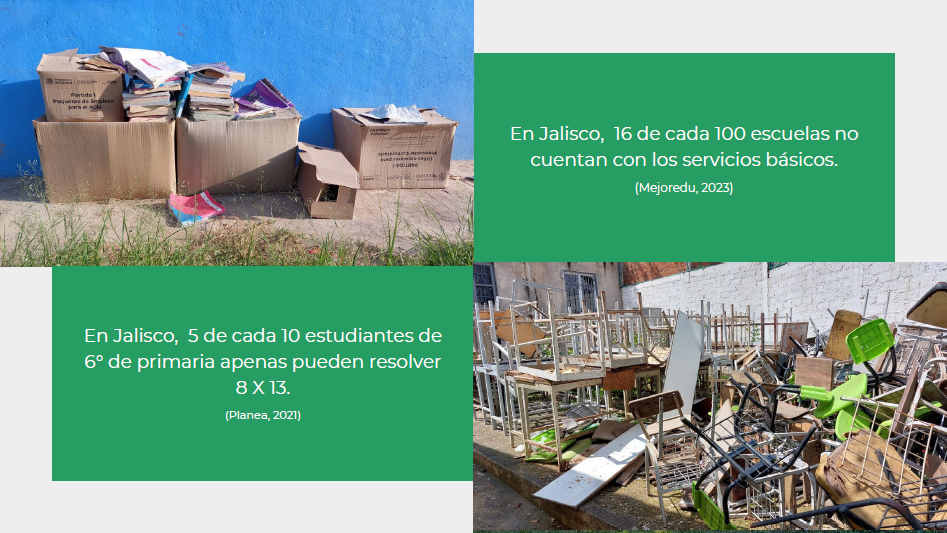 Partida 1
Paquetes de limpieza
para el Aula
En Jalisco,  16 de cada 100 escuelas no
cuentan con los servicios básicos.
(Mejoredu, 2023)
En Jalisco,  5 de cada 10 estudiantes de
6º de primaria apenas pueden resolver
8 X 13.
(Planea, 2021)